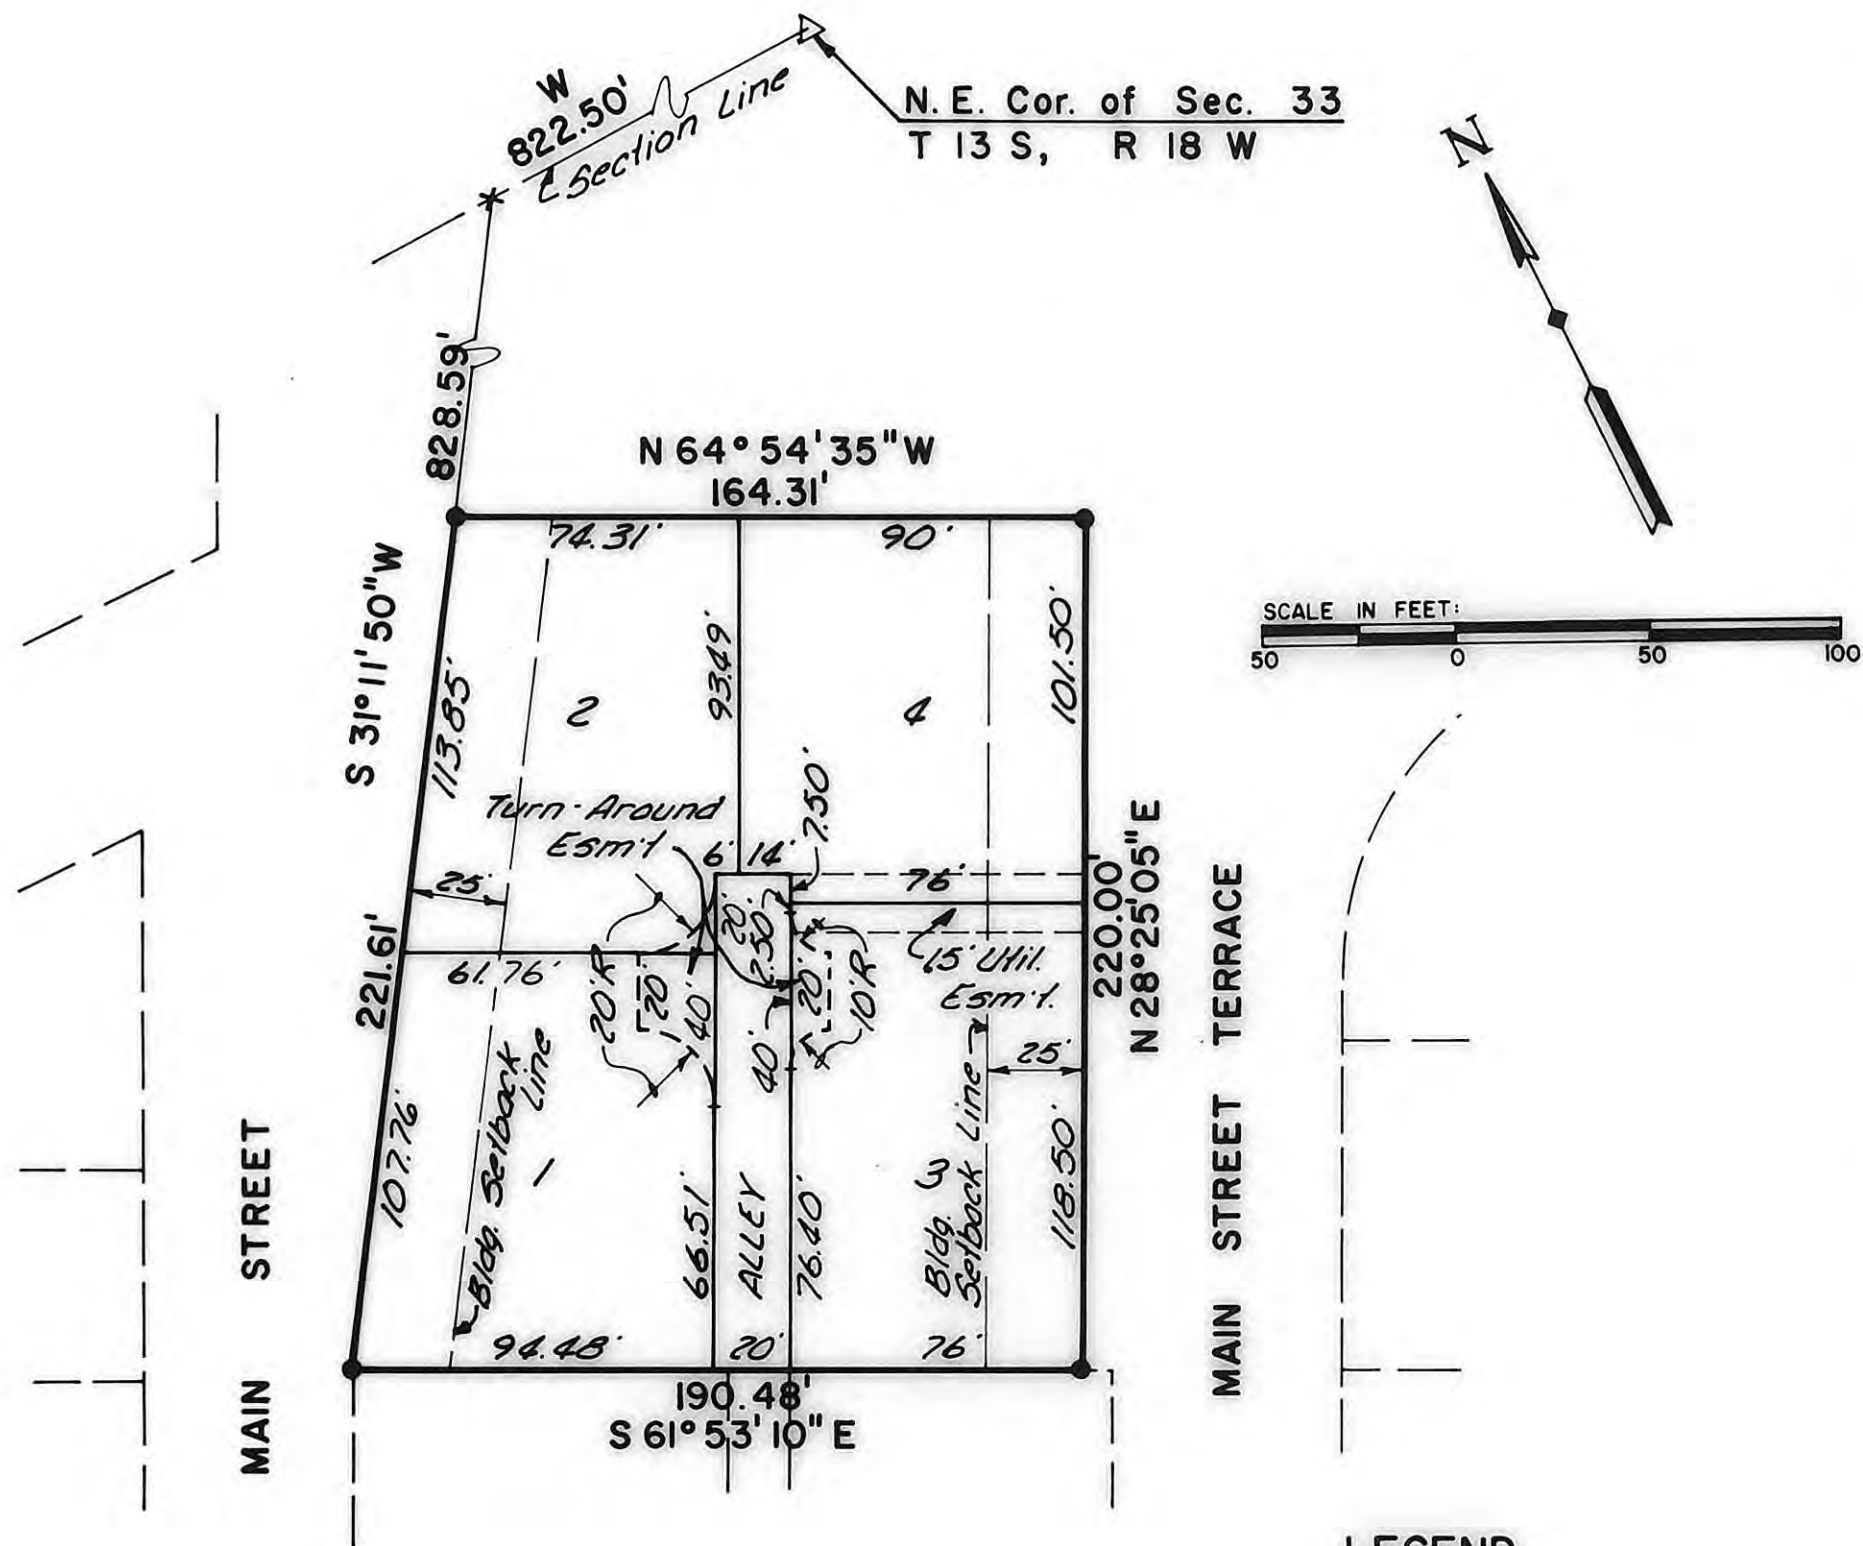 W
822.50'
Section Line
N.E. Cor. of Sec. 33
T 13 S, R 18 W
N
828.59'
N 64° 54' 35" W
164.31'
74.31'
90'
S 31° 11' 50" W
113.85'
93.49'
101.50'
SCALE IN FEET:
50 0 50 100
2
4
Turn-Around
Esm't
6' 14'
7.50'
25'
76'
20'
2.50'
221.61'
61.76'
20'R
20'
40'
20'
10'R
40'
15' Util.
Esm't.
220.00'
N 28° 25' 05" E
25'
Bldg. Setback
Line
1
107.76'
66.51'
ALLEY
76.40'
3
Bldg.
Setback Line
118.50'
MAIN STREET
MAIN STREET TERRACE
94.48'
20'
76'
190.48'
S 61° 53' 10" E
LEGEND